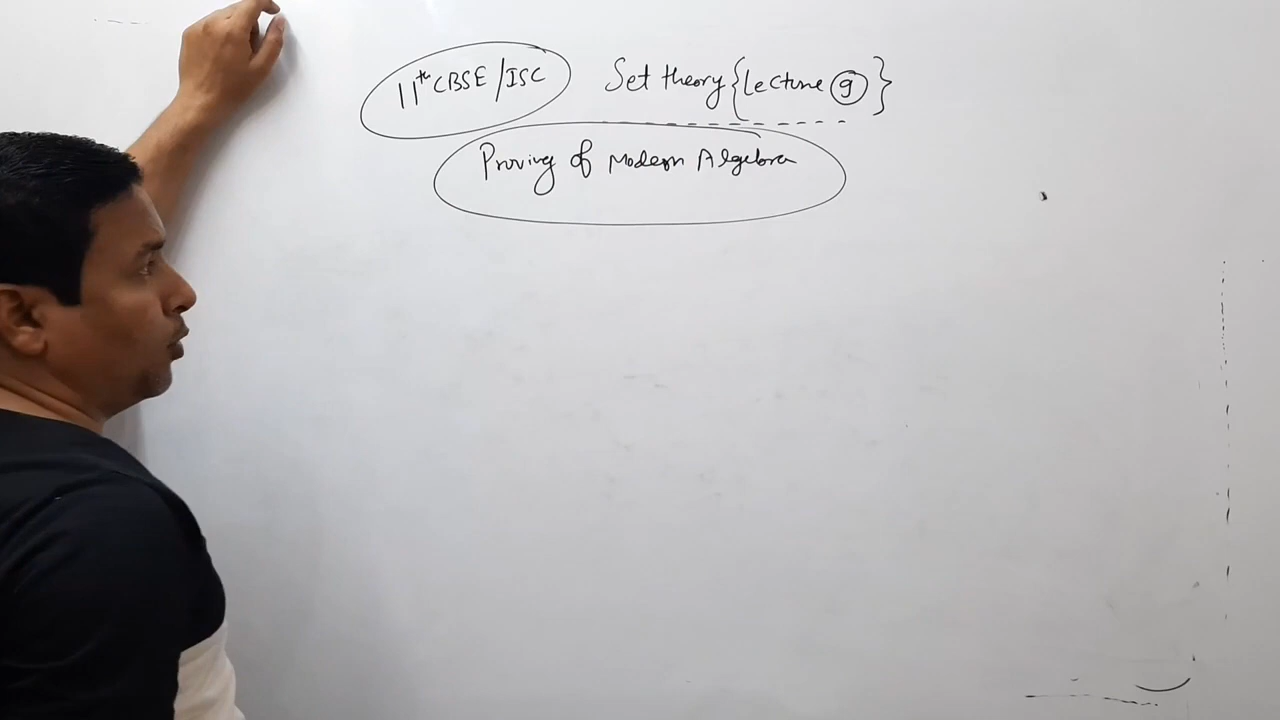 11th CBSE/ISC Set theory {Lecture 9}
Proving of Modern Algebra